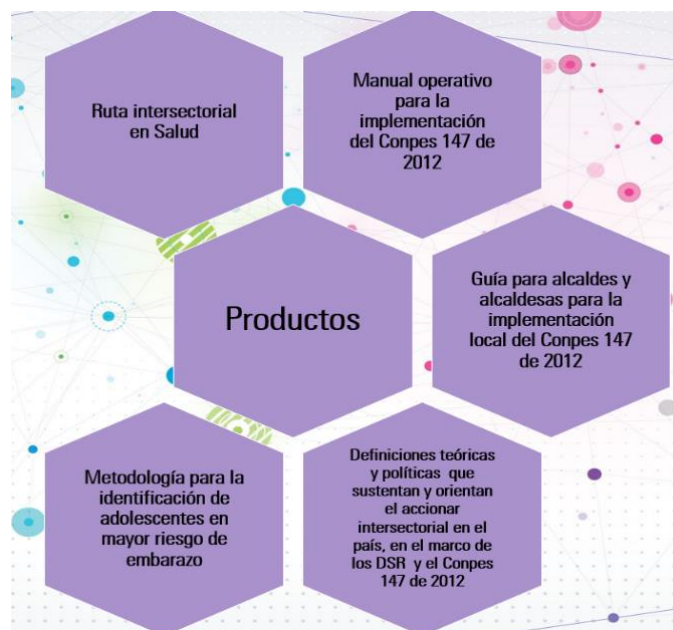 Ruta intersectorial
en Salud
Manual operativo
para la
implementación
del Conpes 147 de
2012
Productos
Guía para alcaldes y
alcaldesas para la
implementación
local del Conpes 147
de 2012
Metodología para la
identificación de
adolescentes en
mayor riesgo de
embarazo
Definiciones teóricas
y políticas que
sustentan y orientan
el accionar
intersectorial en el
país, en el marco de
los DSR y el Conpes
147 de 2012